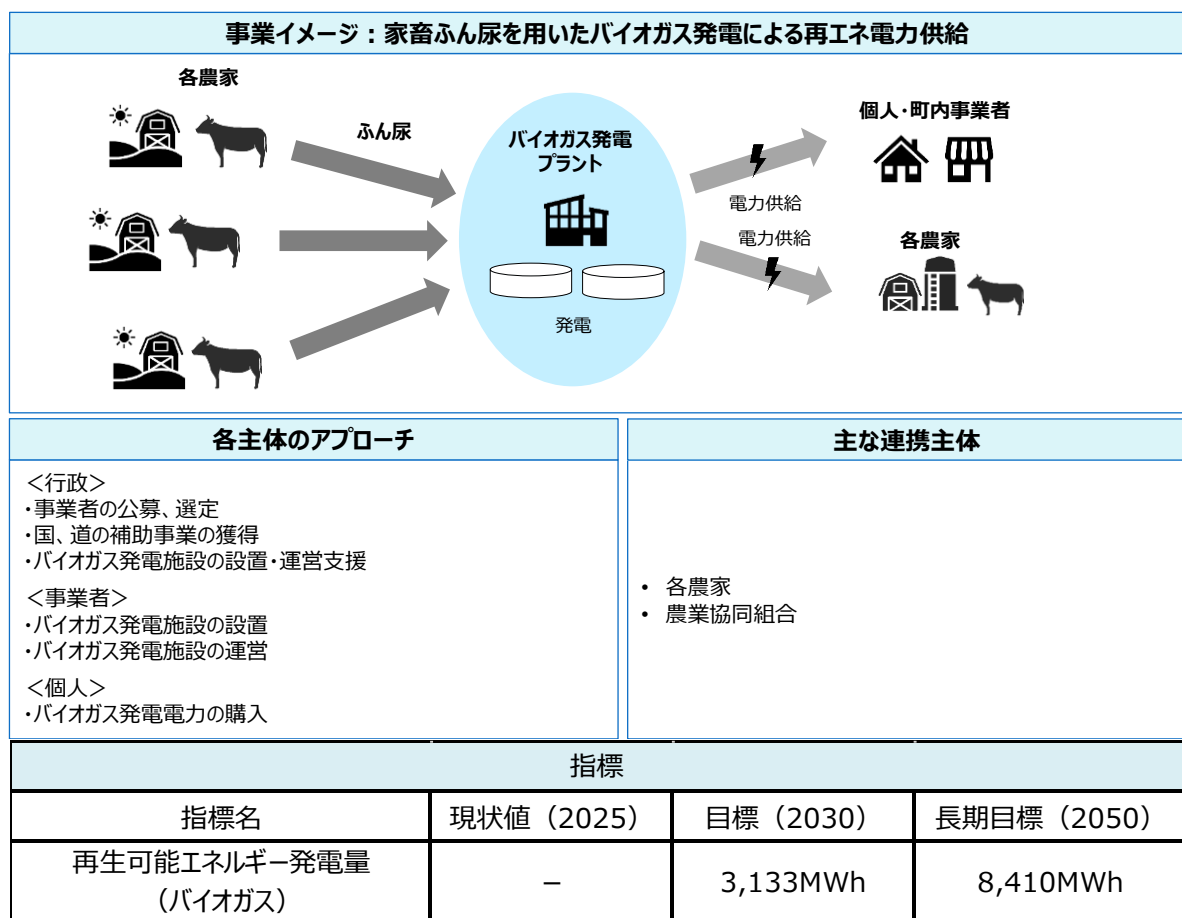 事業イメージ：家畜ふん尿を用いたバイオガス発電による再エネ電力供給
各農家
ふん尿
バイオガス発電
プラント
発電
個人・町内事業者
電力供給
電力供給
各農家
各主体のアプローチ
＜行政＞
・事業者の公募、選定
・国、道の補助事業の獲得
・バイオガス発電施設の設置・運営支援
＜事業者＞
・バイオガス発電施設の設置
・バイオガス発電施設の運営
＜個人＞
・バイオガス発電電力の購入
主な連携主体
• 各農家
• 農業協同組合
指標
指標名 現状値（2025） 目標（2030） 長期目標（2050）
再生可能エネルギー発電量
（バイオガス） － 3,133MWh 8,410MWh